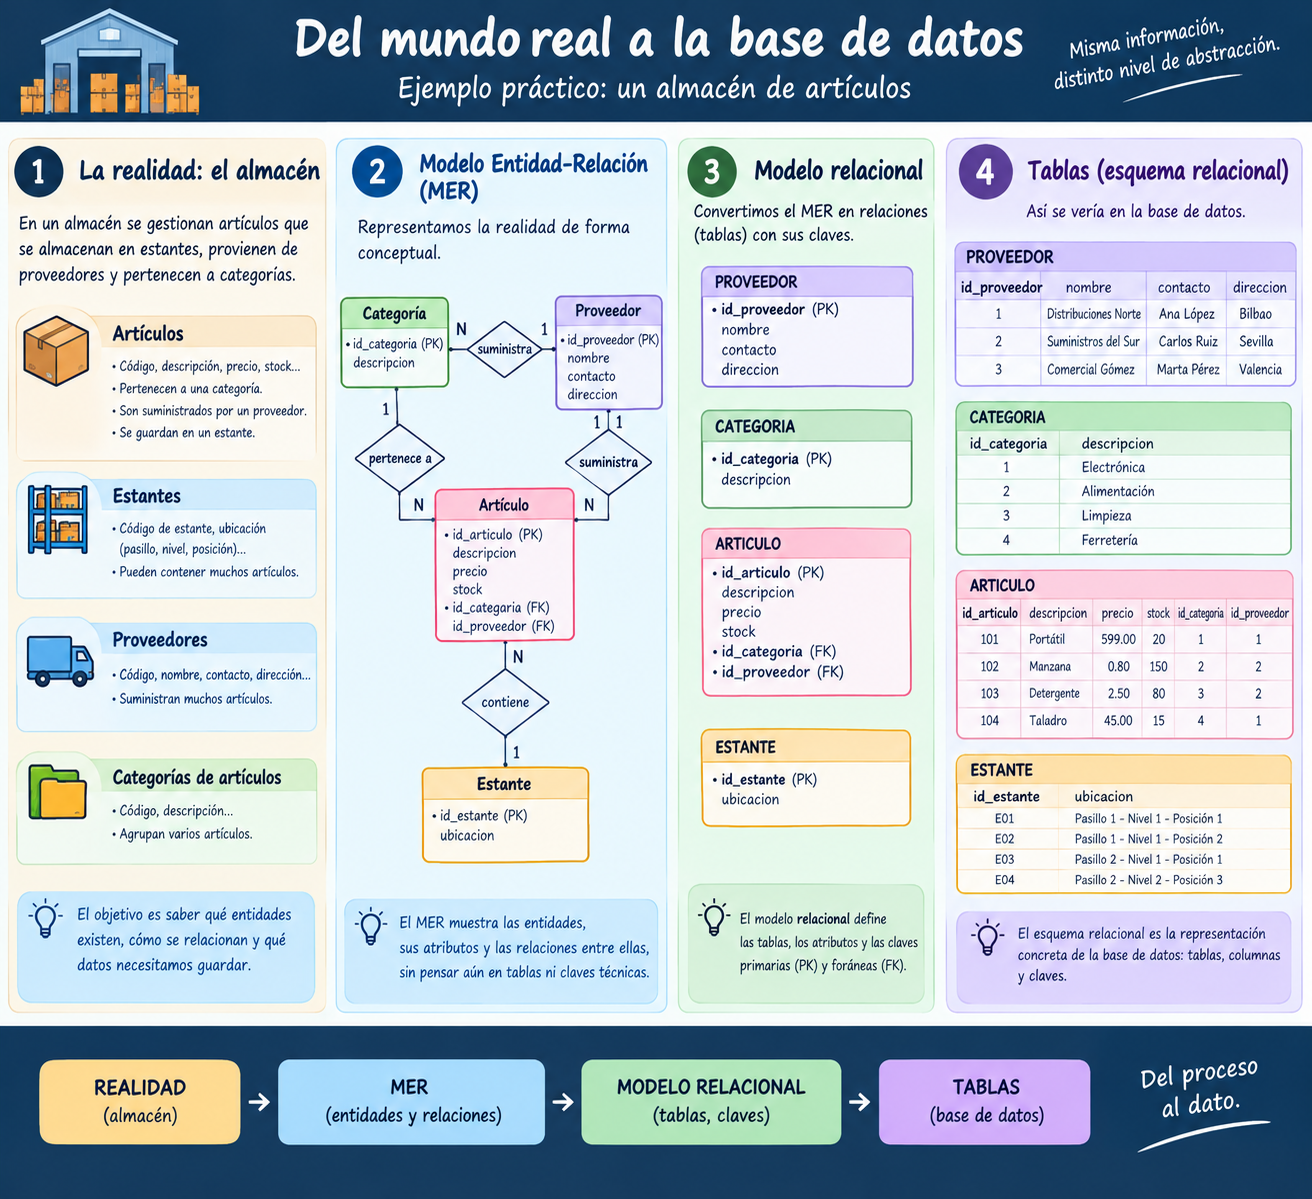 Del mundo real a la base de datos
Ejemplo práctico: un almacén de artículos
Misma información,
distinto nivel de abstracción.
1
La realidad: el almacén
En un almacén se gestionan artículos que
se almacenan en estantes, provienen de
proveedores y pertenecen a categorías.
Artículos
• Código, descripción, precio, stock...
• Pertenecen a una categoría.
• Son suministrados por un proveedor.
• Se guardan en un estante.
Estantes
• Código de estante, ubicación
(pasillo, nivel, posición)...
• Pueden contener muchos artículos.
Proveedores
• Código, nombre, contacto, dirección...
• Suministran muchos artículos.
Categorías de artículos
• Código, descripción...
• Agrupan varios artículos.
El objetivo es saber qué entidades
existen, cómo se relacionan y qué
datos necesitamos guardar.
2
Modelo Entidad-Relación
(MER)
Representamos la realidad de forma
conceptual.
Categoría
• id_categoria (PK)
descripcion
N
suministra
1
Proveedor
• id_proveedor (PK)
nombre
contacto
direccion
1
pertenece a
N
1 1
suministra
N
Artículo
• id_articulo (PK)
descripcion
precio
stock
• id_categaria (FK)
id_proveedor (FK)
N
contiene
1
Estante
• id_estante (PK)
ubicacion
El MER muestra las entidades,
sus atributos y las relaciones entre ellas,
sin pensar aún en tablas ni claves técnicas.
3
Modelo relacional
Convertimos el MER en relaciones
(tablas) con sus claves.
PROVEEDOR
• id_proveedor (PK)
nombre
contacto
direccion
CATEGORIA
• id_categoria (PK)
descripcion
ARTICULO
• id_articulo (PK)
descripcion
precio
stock
• id_categoria (FK)
• id_proveedor (FK)
ESTANTE
• id_estante (PK)
ubicacion
El modelo relacional define
las tablas, los atributos y las claves
primarias (PK) y foráneas (FK).
4
Tablas (esquema relacional)
Así se vería en la base de datos.
PROVEEDOR
id_proveedor nombre contacto direccion
1 Distribuciones Norte Ana López Bilbao
2 Suministros del Sur Carlos Ruiz Sevilla
3 Comercial Gómez Marta Pérez Valencia
CATEGORIA
id_categoria descripcion
1 Electrónica
2 Alimentación
3 Limpieza
4 Ferretería
ARTICULO
id_articulo descripcion precio stock id_categoria id_proveedor
101 Portátil 599.00 20 1 1
102 Manzana 0.80 150 2 2
103 Detergente 2.50 80 3 2
104 Taladro 45.00 15 4 1
ESTANTE
id_estante ubicacion
E01 Pasillo 1 - Nivel 1 - Posición 1
E02 Pasillo 1 - Nivel 1 - Posición 2
E03 Pasillo 2 - Nivel 1 - Posición 1
E04 Pasillo 2 - Nivel 2 - Posición 3
El esquema relacional es la representación
concreta de la base de datos: tablas, columnas
y claves.
REALIDAD
(almacén)
MER
(entidades y relaciones)
MODELO RELACIONAL
(tablas, claves)
TABLAS
(base de datos)
Del proceso
al dato.